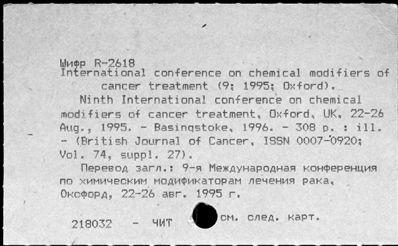 Шифр R-2618
International conference on chemical modifiers of
cancer treatment (9; 1995; Oxford).
Ninth International conference on chemical
modifiers of cancer treatment, Oxford, UK, 22-26
Aug., 1995. - Basingstoke, 1996. - 308 p. : ill.
- (British Journal of Cancer, ISSN 0007-0920;
Vol. 74, suppl. 27).
Перевод загл.: 9-я Международная конференция
по химическим модификаторам лечения рака,
Оксфорд, 22-26 авг. 1995 г.
218032 - ЧИТ см. след. карт.